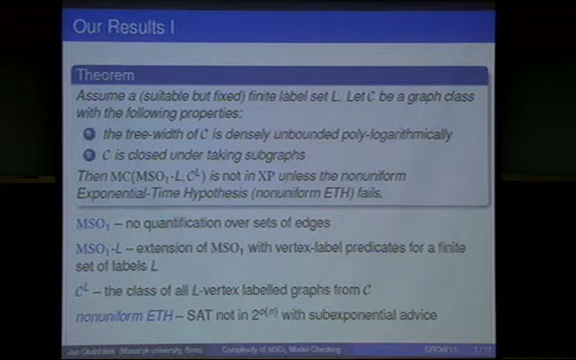 Our Results I
Theorem
Assume a (suitable but fixed) finite label set L. Let C be a graph class
with the following properties:
1 the tree-width of C is densely unbounded poly-logarithmically
2 C is closed under taking subgraphs
Then MC(MSO₁-L, Cᴸ) is not in XP unless the nonuniform
Exponential-Time Hypothesis (nonuniform ETH) fails.
MSO₁ – no quantification over sets of edges
MSO₁-L – extension of MSO₁ with vertex-label predicates for a finite
set of labels L
Cᴸ – the class of all L-vertex labelled graphs from C
nonuniform ETH – SAT not in 2ᵒ⁽ⁿ⁾ with subexponential advice
Jan Obdržálek (Masaryk university, Brno) Complexity of MSO₁ Model Checking